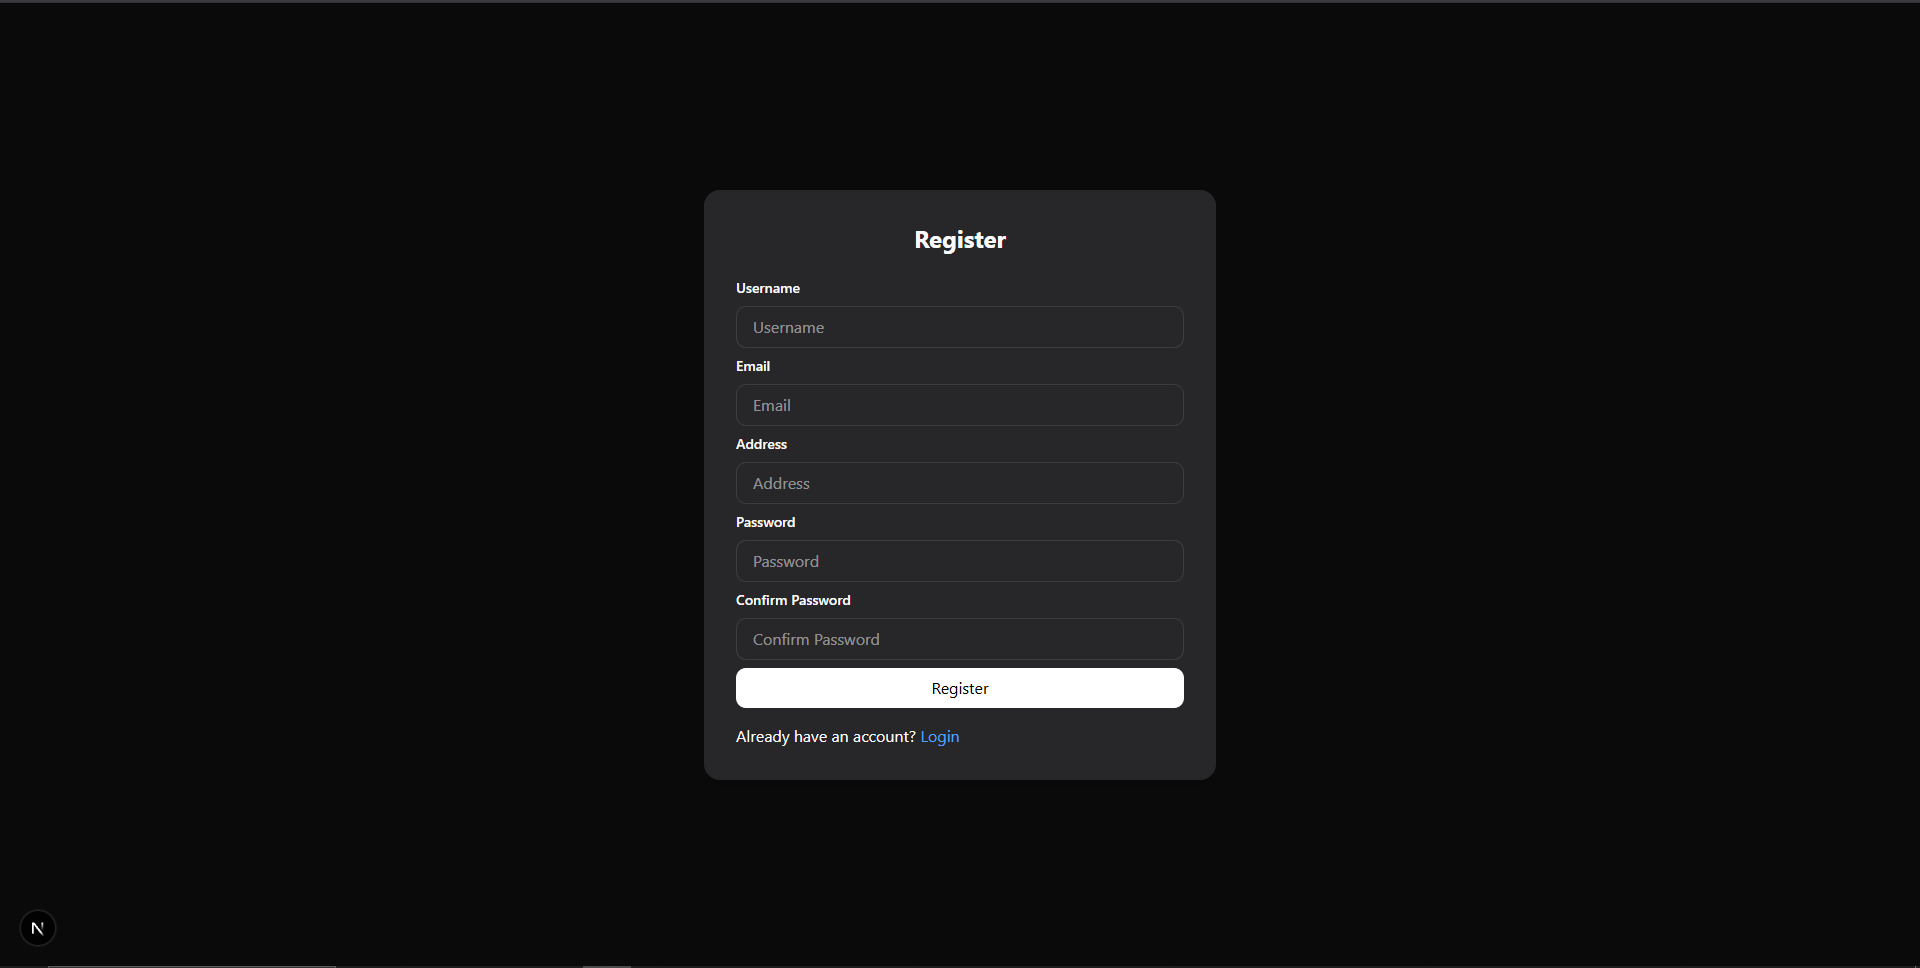 Register
Username
Username
Email
Email
Address
Address
Password
Password
Confirm Password
Confirm Password
Register
Already have an account? Login
N